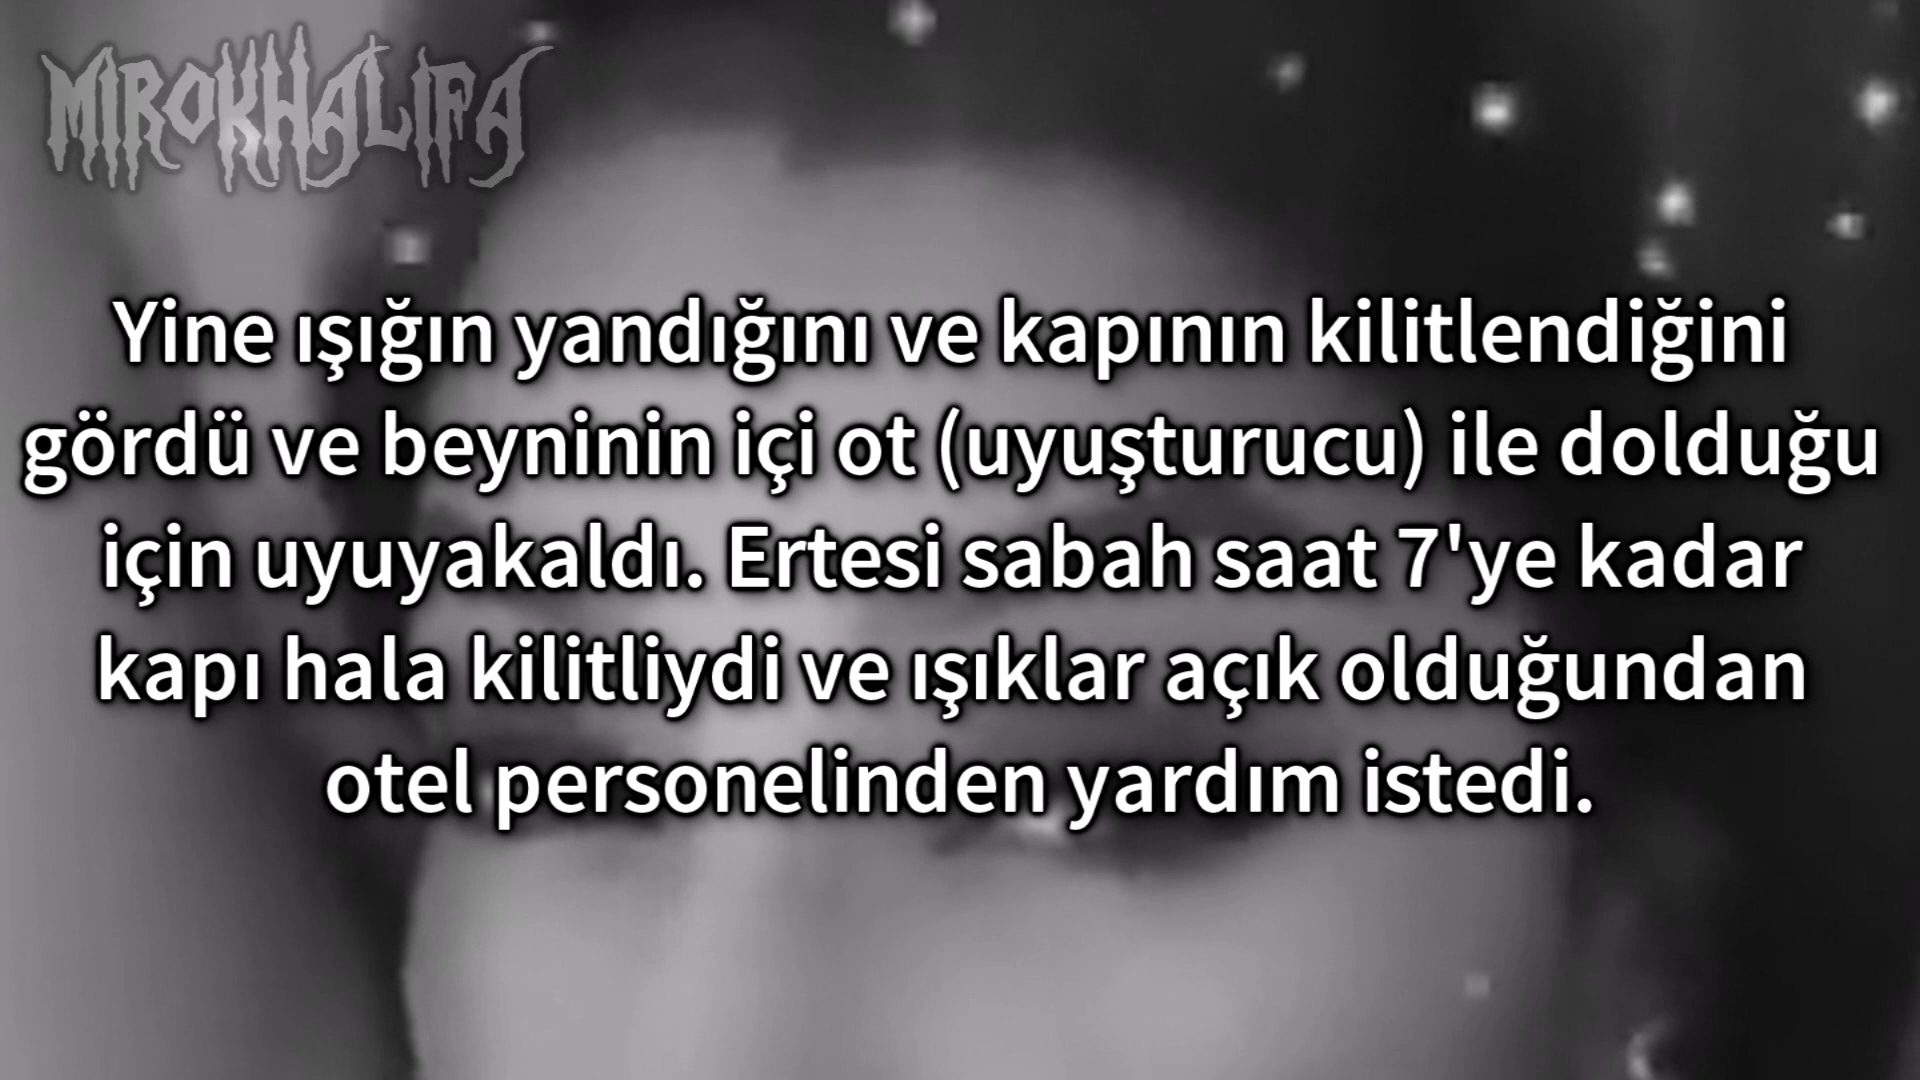 MIROKHALIFA
Yine ışığın yandığını ve kapının kilitlendiğini
gördü ve beyninin içi ot (uyuşturucu) ile dolduğu
için uyuyakaldı. Ertesi sabah saat 7'ye kadar
kapı hala kilitliydi ve ışıklar açık olduğundan
otel personelinden yardım istedi.